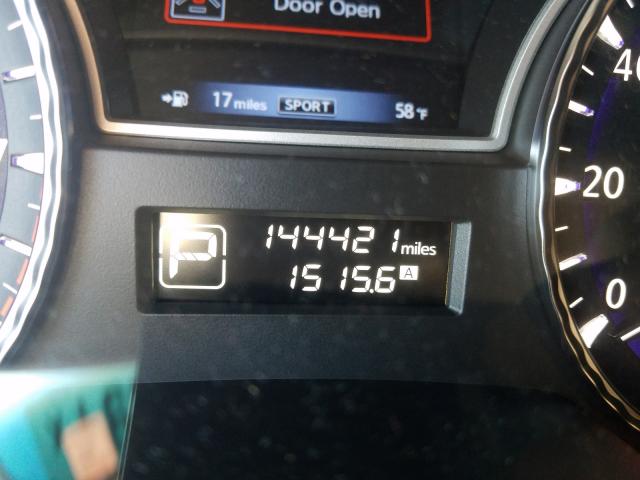 Door Open
17 miles SPORT 58°F
40
20
0
P
144421 miles
1515.6 A